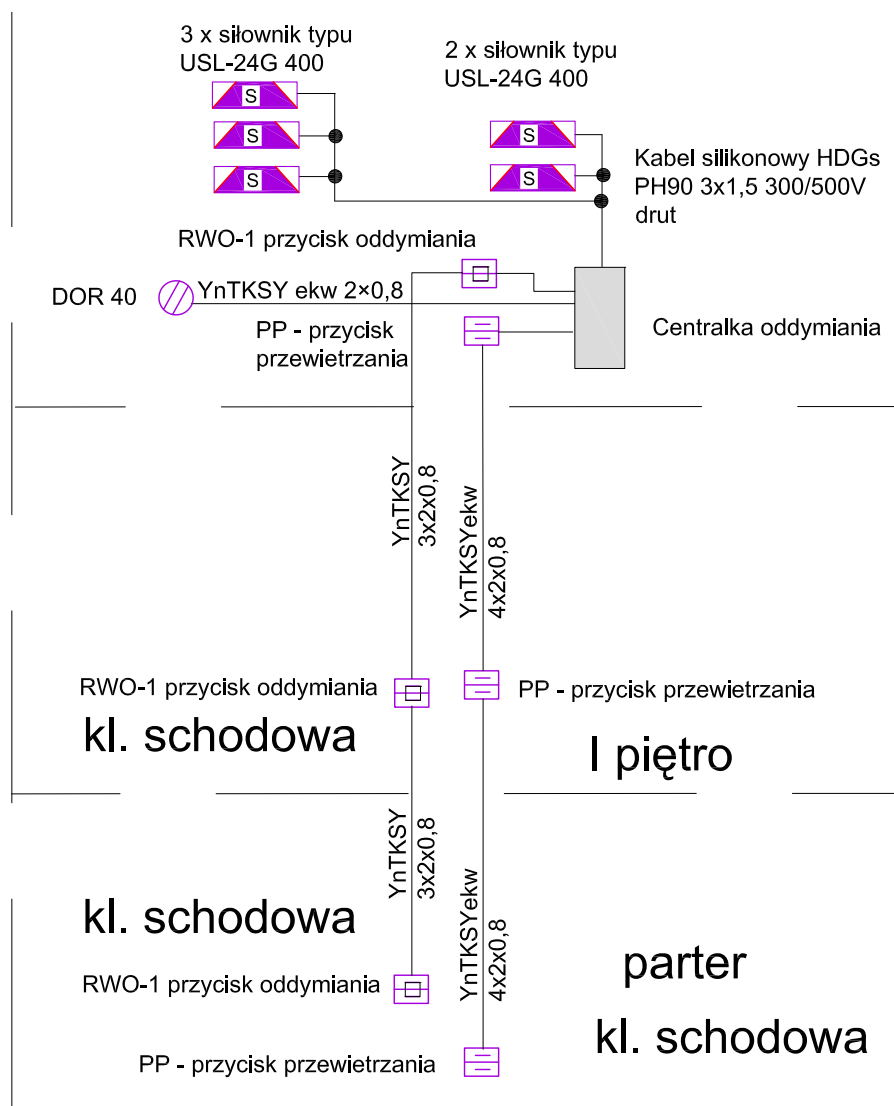 3 x siłownik typu
USL-24G 400
2 x siłownik typu
USL-24G 400
S
S
S
S
S
Kabel silikonowy HDGs
PH90 3x1,5 300/500V
drut
RWO-1 przycisk oddymiania
DOR 40
YnTKSY ekw 2×0,8
PP - przycisk
przewietrzania
Centralka oddymiania
YnTKSY
3x2x0,8
YnTKSYekw
4x2x0,8
RWO-1 przycisk oddymiania
PP - przycisk przewietrzania
kl. schodowa
I piętro
YnTKSY
3x2x0,8
YnTKSYekw
4x2x0,8
kl. schodowa
parter
RWO-1 przycisk oddymiania
kl. schodowa
PP - przycisk przewietrzania